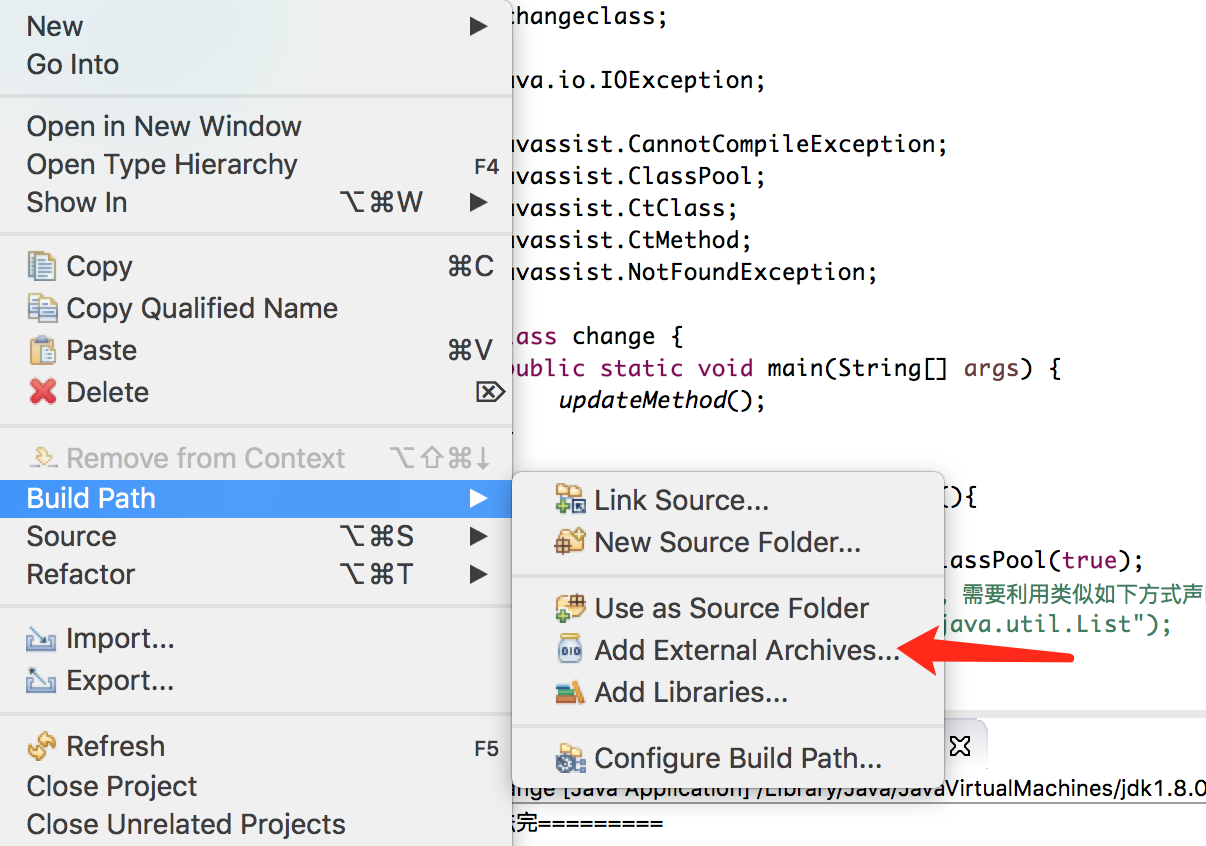 New
Go Into
Open in New Window
Open Type Hierarchy F4
Show In ⌥⌘W
Copy ⌘C
Copy Qualified Name
Paste ⌘V
Delete ⌦
Remove from Context ⌥⇧⌘↓
Build Path
Source ⌥⌘S
Refactor ⌥⌘T
Import...
Export...
Refresh F5
Close Project
Close Unrelated Projects
Link Source...
New Source Folder...
Use as Source Folder
Add External Archives...
Add Libraries...
Configure Build Path...
changeclass;
ava.io.IOException;
avassist.CannotCompileException;
avassist.ClassPool;
avassist.CtClass;
avassist.CtMethod;
avassist.NotFoundException;
lass change {
public static void main(String[] args) {
updateMethod();
(){
lassPool(true);
,需要利用类似如下方式声
java.util.List");
nge [Java Application] /Library/Java/JavaVirtualMachines/jdk1.8.0
完=========